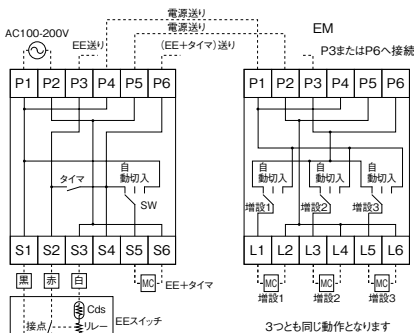 電源送り
電源送り
AC100-200V
EE送り
(EE+タイマ)送り
EM
P3またはP6へ接続
P1 P2 P3 P4 P5 P6
P1 P2 P3 P4 P5 P6
タイマ
自
動切入
SW
自
動切入
自
動切入
自
動切入
増設1
増設2
増設3
S1 S2 S3 S4 S5 S6
L1 L2 L3 L4 L5 L6
黒
赤
白
MC
EE+タイマ
MC
MC
MC
増設1
増設2
増設3
Cds
EEスイッチ
接点
リレー
3つとも同じ動作となります